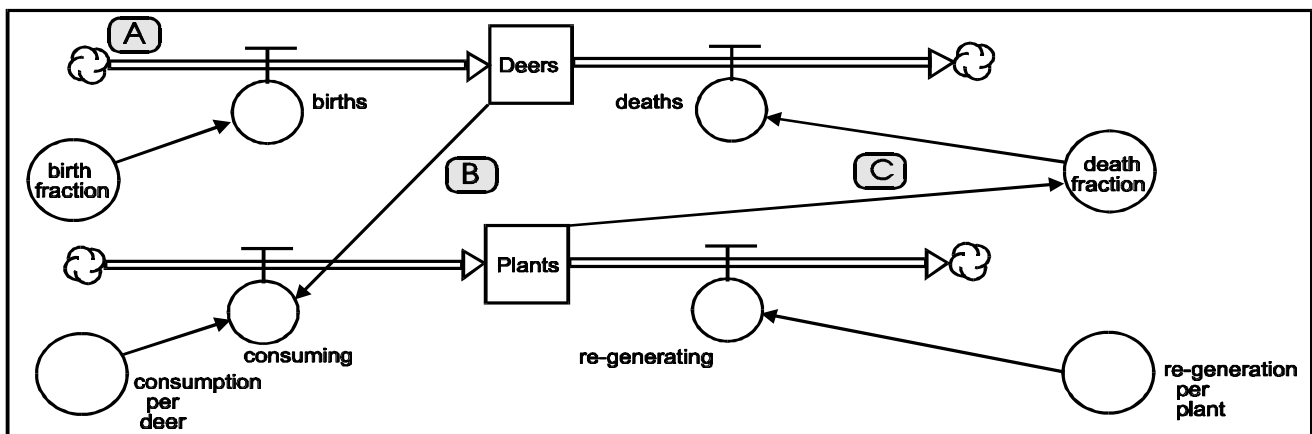 A
Deers
births
deaths
birth
fraction
B
C
death
fraction
Plants
consuming
re-generating
consumption
per
deer
re-generation
per
plant